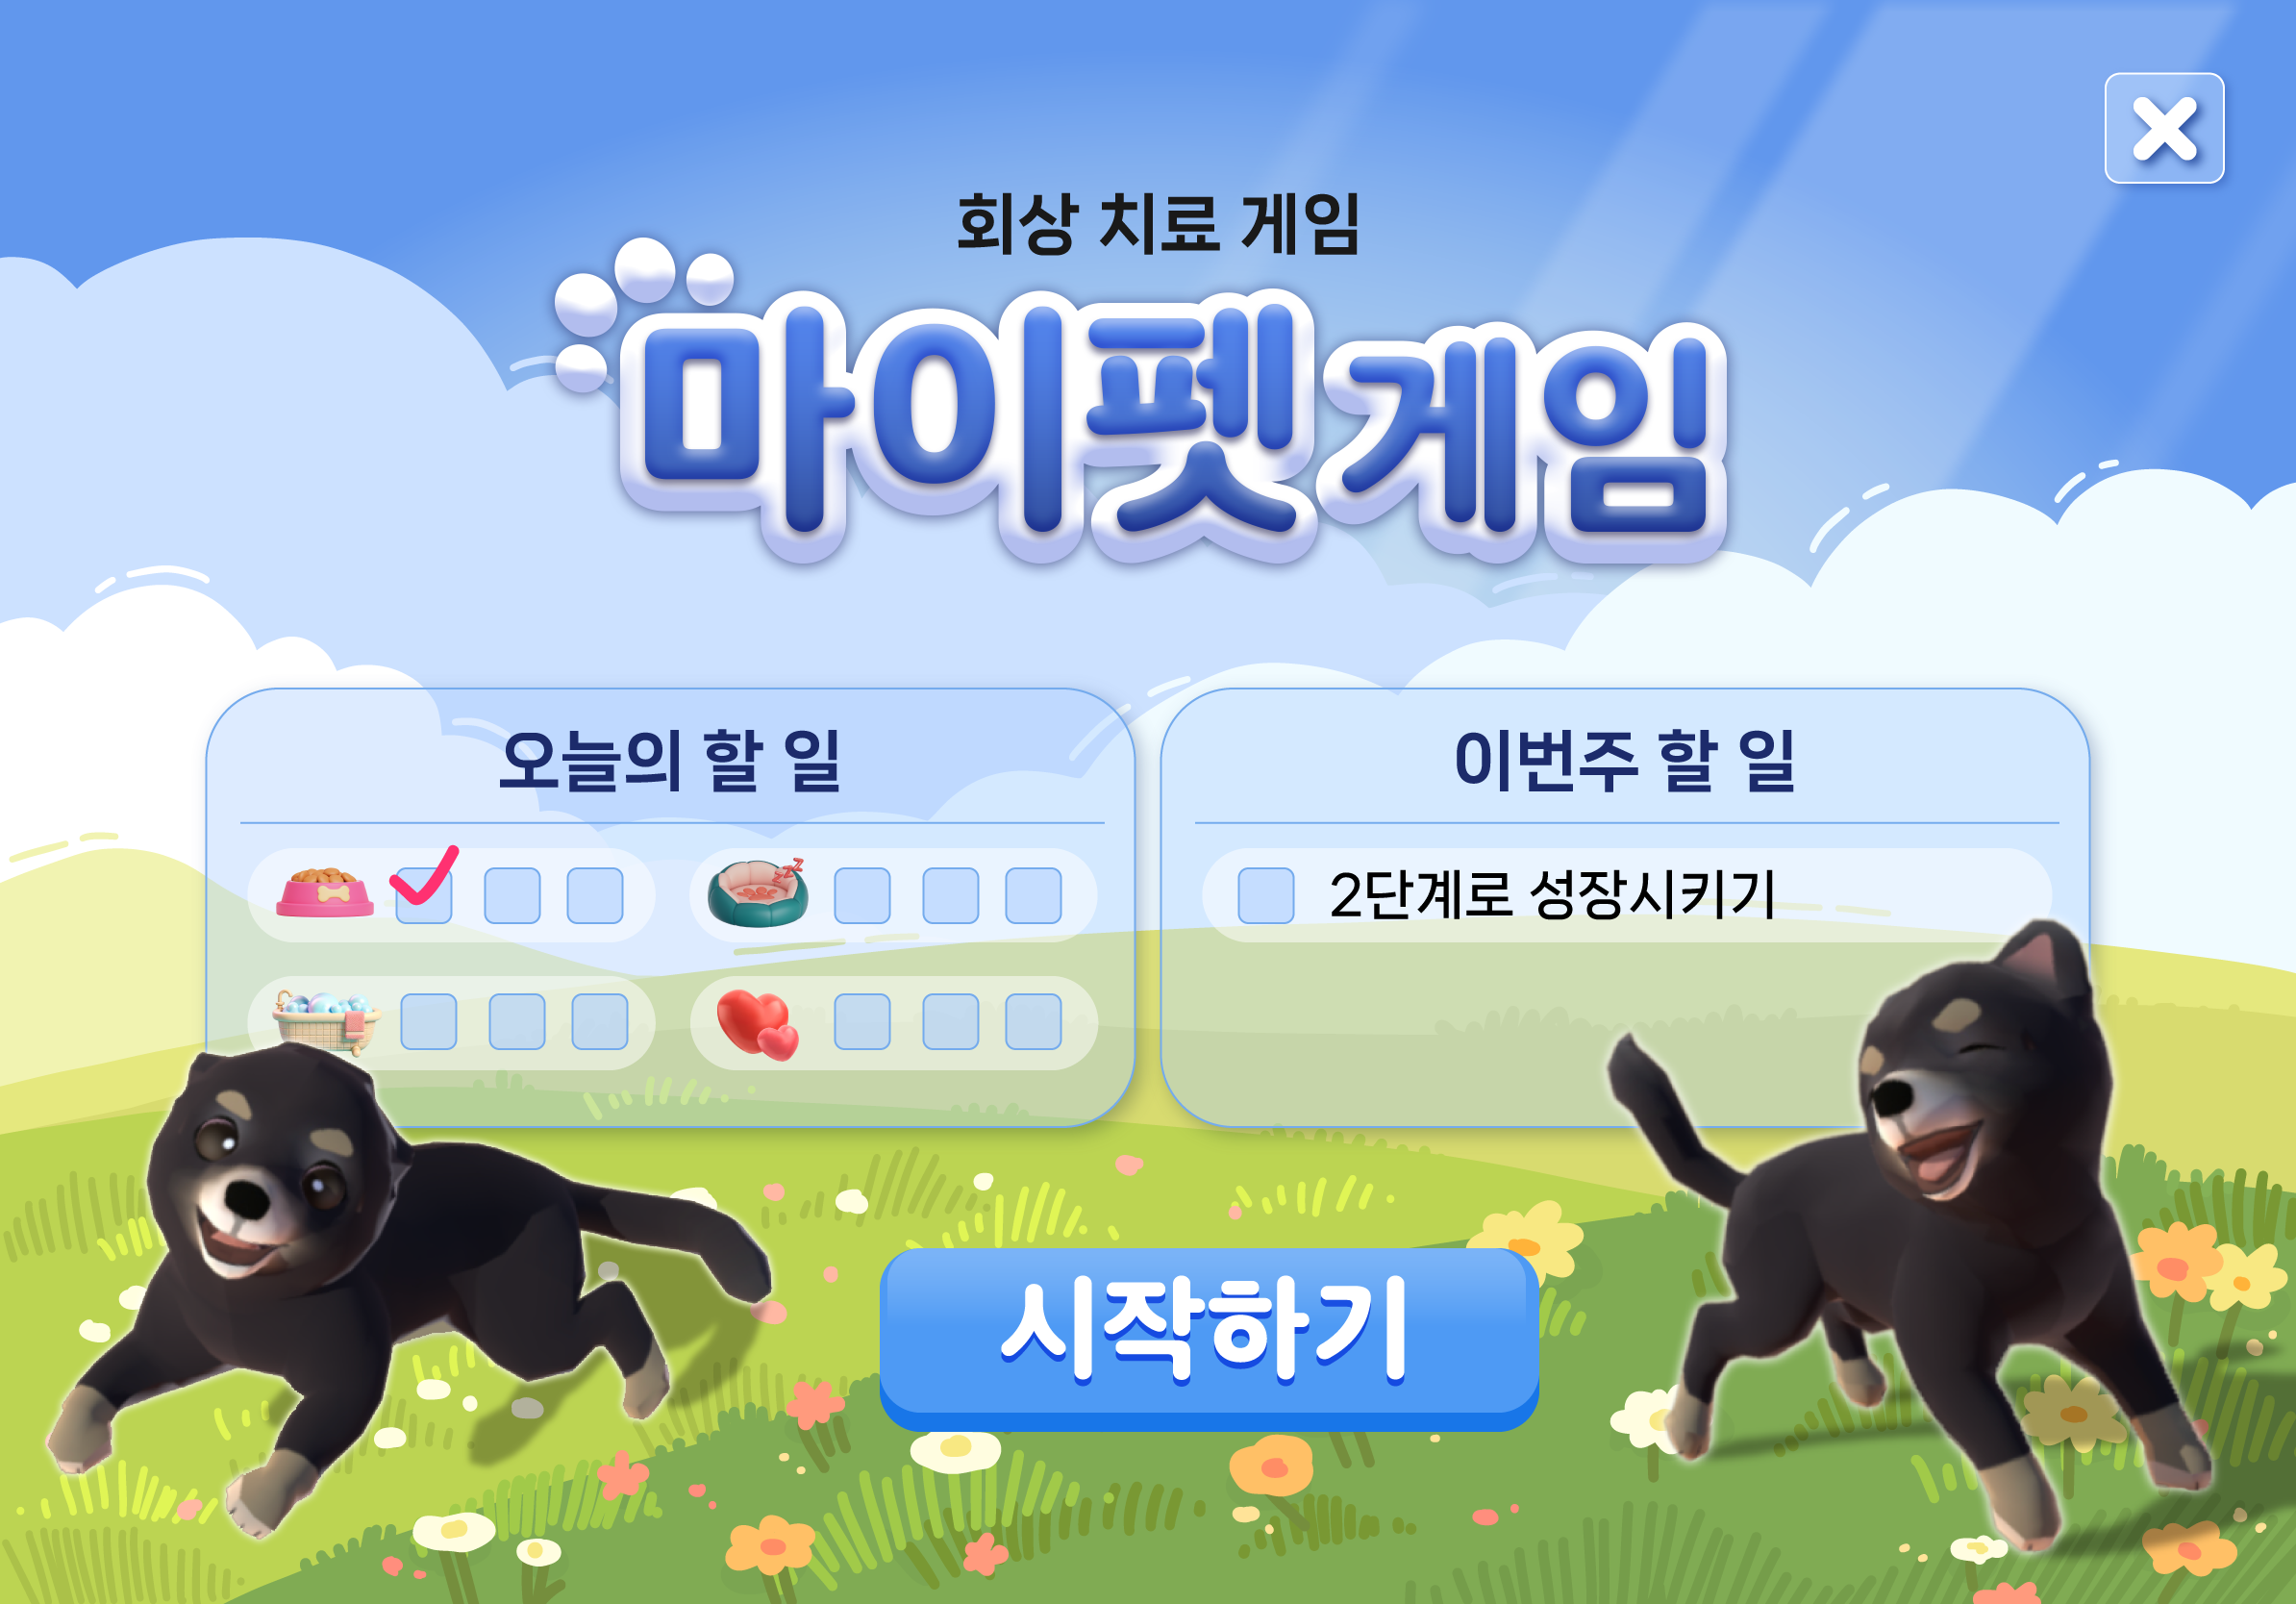 회상 치료 게임
마이펫 게임
오늘의 할 일
이번주 할 일
zzz
2단계로 성장시키기
시작하기